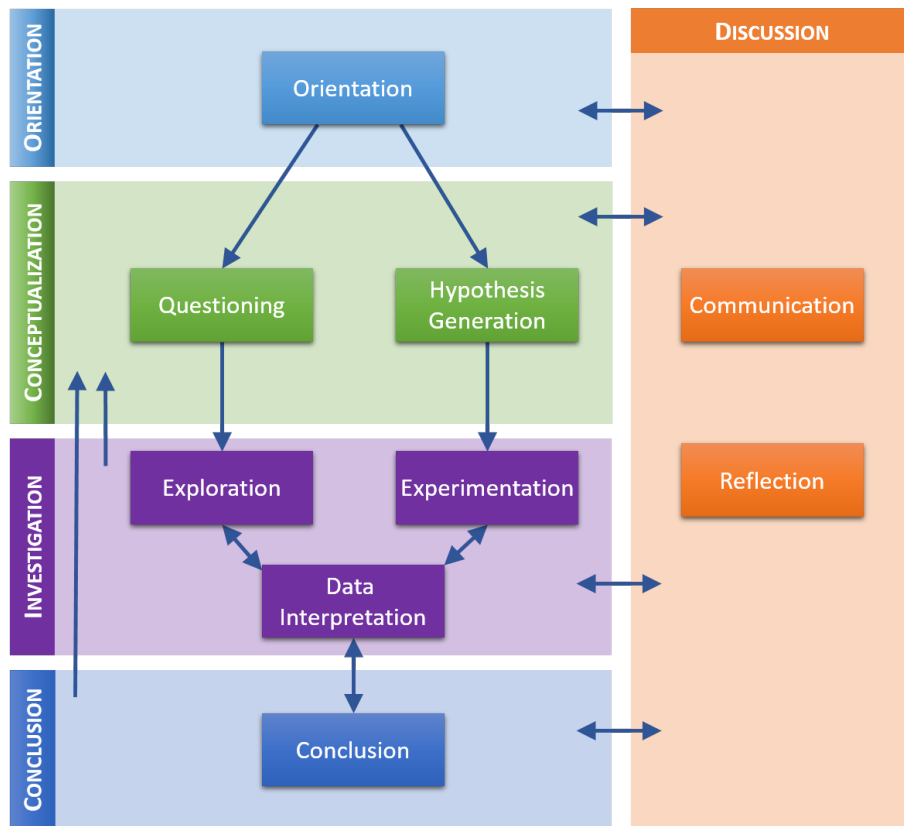 ORIENTATION
Orientation
CONCEPTUALIZATION
Questioning
Hypothesis
Generation
INVESTIGATION
Exploration
Experimentation
Data
Interpretation
CONCLUSION
Conclusion
DISCUSSION
Communication
Reflection